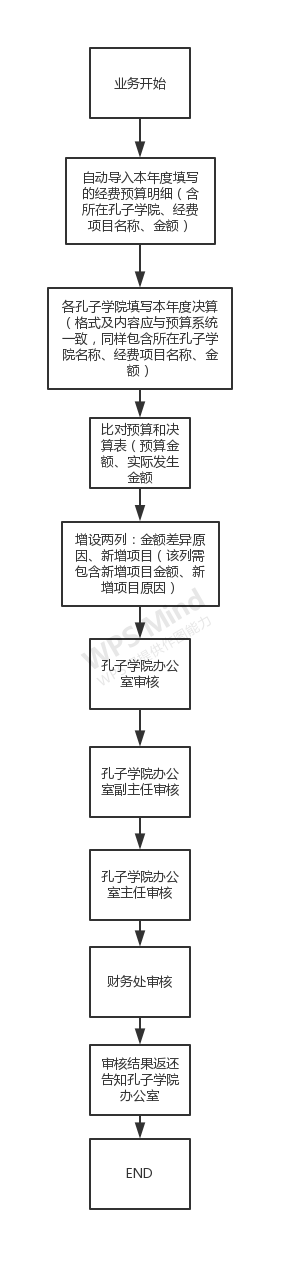 业务开始
自动导入本年度填写
的经费预算明细（含
所在孔子学院、经费
项目名称、金额）
各孔子学院填写本年度决算
（格式及内容应与预算系统
一致，同样包含所在孔子学
院名称、经费项目名称、金
额）
比对预算和决
算表（预算金
额、实际发生
金额
增设两列：金额差异原
因、新增项目（该列需
包含新增项目金额、新
增项目原因）
WPS Mind
孔子学院办公
室审核
孔子学院办公
室副主任审核
孔子学院办公
室主任审核
财务处审核
审核结果返还
告知孔子学院
办公室
END